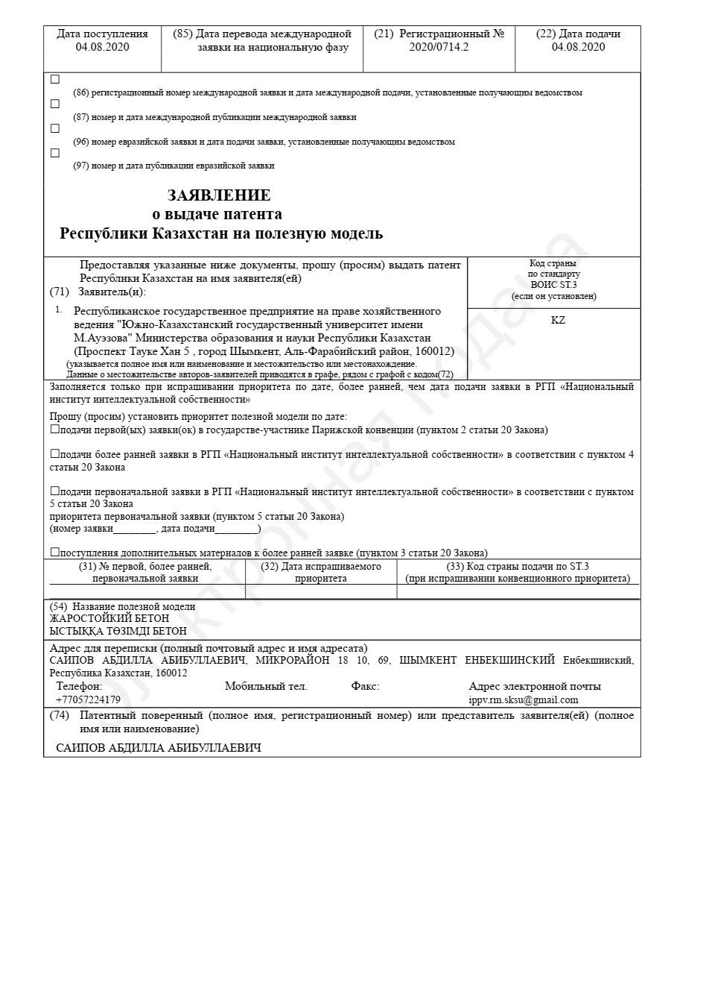 Дата поступления
04.08.2020
(85) Дата перевода международной
заявки на национальную фазу
(21) Регистрационный №
2020/0714.2
(22) Дата подачи
04.08.2020
☐
(86) регистрационный номер международной заявки и дата международной подачи, установленные получающим ведомством
☐
(87) номер и дата международной публикации международной заявки
☐
(96) номер евразийской заявки и дата подачи заявки, установленные получающим ведомством
☐
(97) номер и дата публикации евразийской заявки
ЗАЯВЛЕНИЕ
о выдаче патента
Республики Казахстан на полезную модель
Предоставляя указанные ниже документы, прошу (просим) выдать патент
Республики Казахстан на имя заявителя(ей)
(71) Заявитель(и):
1. Республиканское государственное предприятие на праве хозяйственного
ведения "Южно-Казахстанский государственный университет имени
М.Ауэзова" Министерства образования и науки Республики Казахстан
(Проспект Тауке Хан 5 , город Шымкент, Аль-Фарабийский район, 160012)
(указывается полное имя или наименование и местожительство или местонахождение.
Данные о местожительстве авторов-заявителей приводятся в графе, рядом с графой с кодом(72)
Код страны
по стандарту
ВОИС ST.3
(если он установлен)
KZ
Заполняется только при испрашивании приоритета по дате, более ранней, чем дата подачи заявки в РГП «Национальный
институт интеллектуальной собственности»
Прошу (просим) установить приоритет полезной модели по дате:
☐подачи первой(ых) заявки(ок) в государстве-участнике Парижской конвенции (пунктом 2 статьи 20 Закона)
☐подачи более ранней заявки в РГП «Национальный институт интеллектуальной собственности» в соответствии с пунктом 4
статьи 20 Закона
☐подачи первоначальной заявки в РГП «Национальный институт интеллектуальной собственности» в соответствии с пунктом
5 статьи 20 Закона
приоритета первоначальной заявки (пунктом 5 статьи 20 Закона)
(номер заявки________, дата подачи________)
☐поступления дополнительных материалов к более ранней заявке (пунктом 3 статьи 20 Закона)
(31) № первой, более ранней,
первоначальной заявки
(32) Дата испрашиваемого
приоритета
(33) Код страны подачи по ST.3
(при испрашивании конвенционного приоритета)
(54) Название полезной модели
ЖАРОСТОЙКИЙ БЕТОН
ЫСТЫҚҚА ТӨЗІМДІ БЕТОН
Адрес для переписки (полный почтовый адрес и имя адресата)
САИПОВ АБДИЛЛА АБИБУЛЛАЕВИЧ, МИКРОРАЙОН 18 10, 69, ШЫМКЕНТ ЕНБЕКШИНСКИЙ Енбекшинский,
Республика Казахстан, 160012
Телефон: Мобильный тел. Факс: Адрес электронной почты
+77057224179 ippv.rm.sksu@gmail.com
(74) Патентный поверенный (полное имя, регистрационный номер) или представитель заявителя(ей) (полное
имя или наименование)
САИПОВ АБДИЛЛА АБИБУЛЛАЕВИЧ
Электронная подача